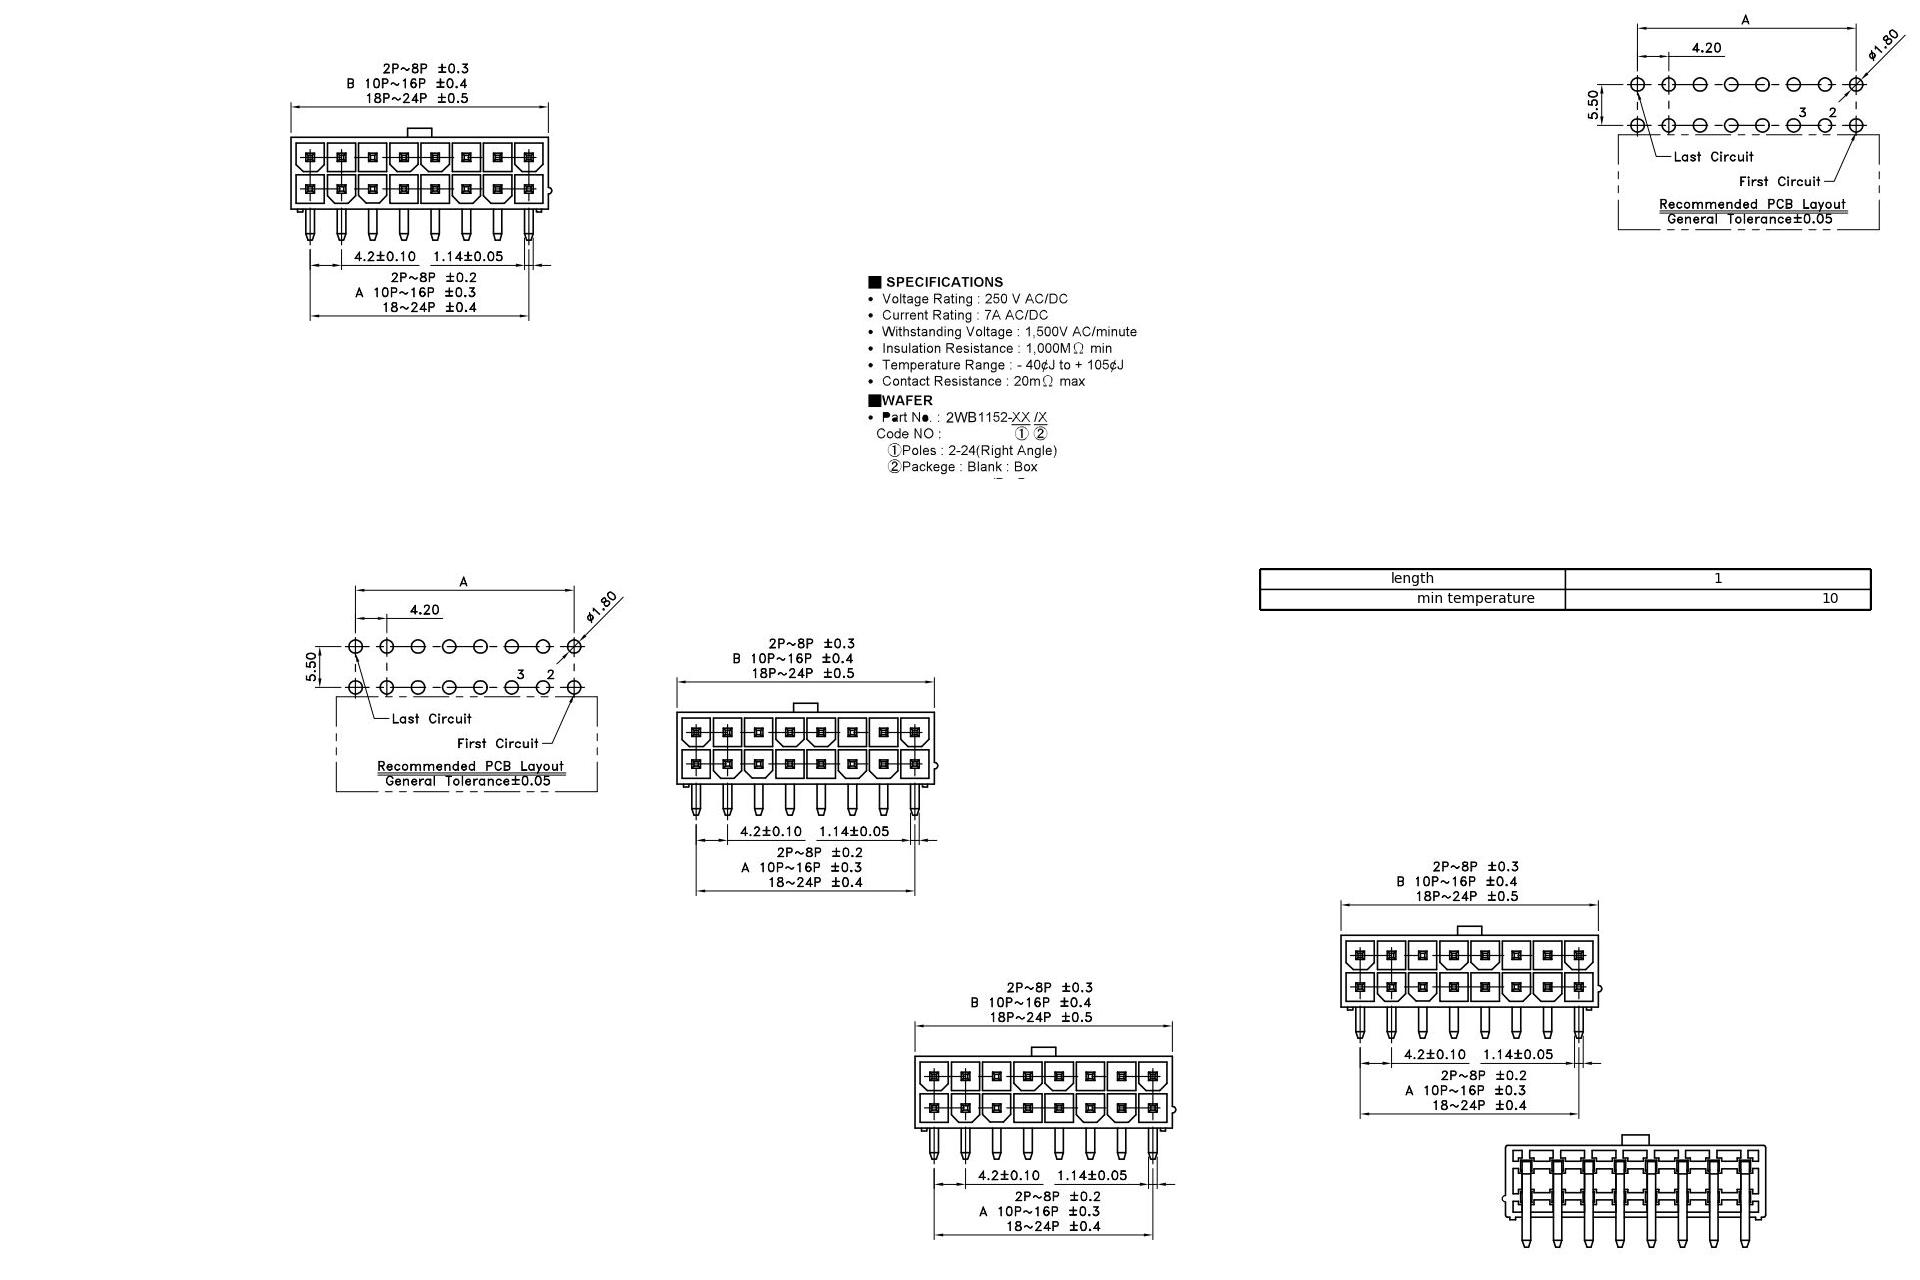 2P~8P ±0.3
B 10P~16P ±0.4
18P~24P ±0.5
4.2±0.10 1.14±0.05
2P~8P ±0.2
A 10P~16P ±0.3
18~24P ±0.4
A
4.20
ø1.80
5.50
3 2
Last Circuit
First Circuit
Recommended PCB Layout
General Tolerance±0.05
■ SPECIFICATIONS
• Voltage Rating : 250 V AC/DC
• Current Rating : 7A AC/DC
• Withstanding Voltage : 1,500V AC/minute
• Insulation Resistance : 1,000MΩ min
• Temperature Range : - 40¢J to + 105¢J
• Contact Resistance : 20mΩ max
■WAFER
• Part No. : 2WB1152-XX /X
Code NO : ① ②
①Poles : 2-24(Right Angle)
②Packege : Blank : Box
length 1
min temperature 10
A
4.20
ø1.80
5.50
3 2
Last Circuit
First Circuit
Recommended PCB Layout
General Tolerance±0.05
2P~8P ±0.3
B 10P~16P ±0.4
18P~24P ±0.5
4.2±0.10 1.14±0.05
2P~8P ±0.2
A 10P~16P ±0.3
18~24P ±0.4
2P~8P ±0.3
B 10P~16P ±0.4
18P~24P ±0.5
4.2±0.10 1.14±0.05
2P~8P ±0.2
A 10P~16P ±0.3
18~24P ±0.4
2P~8P ±0.3
B 10P~16P ±0.4
18P~24P ±0.5
4.2±0.10 1.14±0.05
2P~8P ±0.2
A 10P~16P ±0.3
18~24P ±0.4